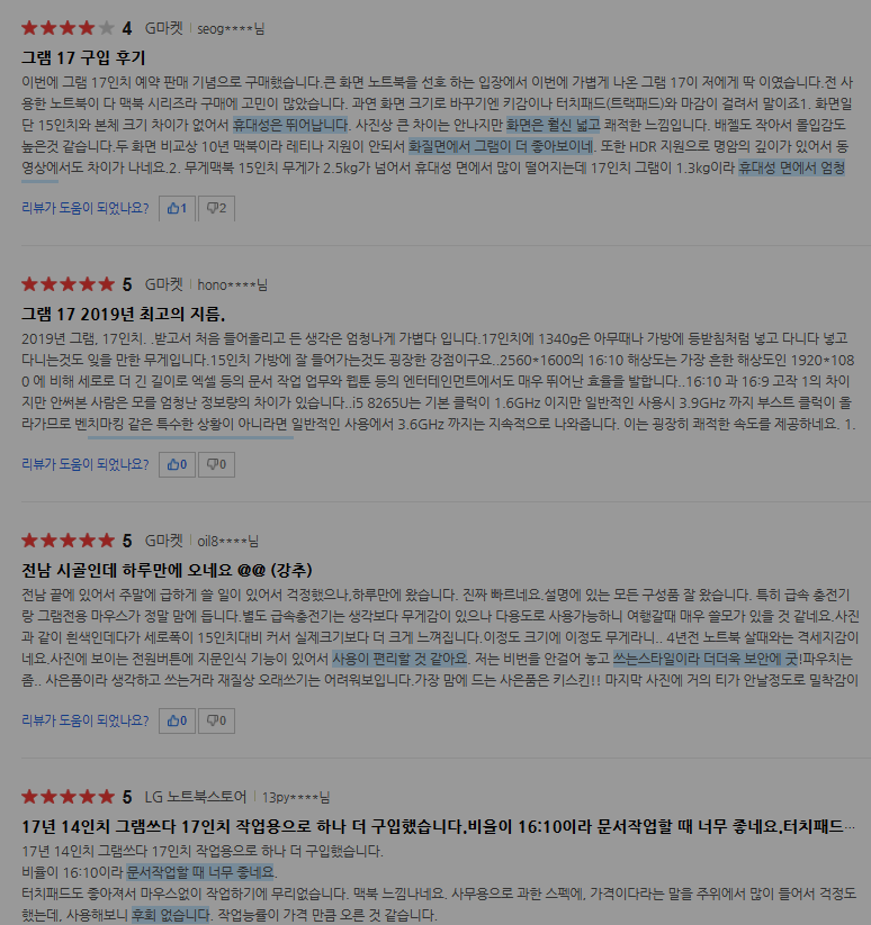 4 G마켓 seog****님
그램 17 구입 후기
이번에 그램 17인치 예약 판매 기념으로 구매했습니다.큰 화면 노트북을 선호 하는 입장에서 이번에 가볍게 나온 그램 17이 저에게 딱 이였습니다.전 사
용한 노트북이 다 맥북 시리즈라 구매에 고민이 많았습니다. 과연 화면 크기로 바꾸기엔 키감이나 터치패드(트랙패드)와 마감이 걸려서 말이죠1. 화면일
단 15인치와 본체 크기 차이가 없어서 휴대성은 뛰어납니다. 사진상 큰 차이는 안나지만 화면은 훨신 넓고 쾌적한 느낌입니다. 배젤도 작아서 몰입감도
높은것 같습니다.두 화면 비교상 10년 맥북이라 레티나 지원이 안되서 화질면에서 그램이 더 좋아보이네. 또한 HDR 지원으로 명암의 깊이가 있어서 동
영상에서도 차이가 나네요.2. 무게맥북 15인치 무게가 2.5kg가 넘어서 휴대성 면에서 많이 떨어지는데 17인치 그램이 1.3kg이라 휴대성 면에서 엄청
리뷰가 도움이 되었나요? 1 2
5 G마켓 hono****님
그램 17 2019년 최고의 지름.
2019년 그램, 17인치. .받고서 처음 들어올리고 든 생각은 엄청나게 가볍다 입니다.17인치에 1340g은 아무때나 가방에 등받침처럼 넣고 다니다 넣고
다니는것도 잊을 만한 무게입니다.15인치 가방에 잘 들어가는것도 굉장한 강점이구요..2560*1600의 16:10 해상도는 가장 흔한 해상도인 1920*108
0 에 비해 세로로 더 긴 길이로 엑셀 등의 문서 작업 업무와 웹툰 등의 엔터테인먼트에서도 매우 뛰어난 효율을 발합니다..16:10 과 16:9 고작 1의 차이
지만 안써본 사람은 모를 엄청난 정보량의 차이가 있습니다..i5 8265U는 기본 클럭이 1.6GHz 이지만 일반적인 사용시 3.9GHz 까지 부스트 클럭이 올
라가므로 벤치마킹 같은 특수한 상황이 아니라면 일반적인 사용에서 3.6GHz 까지는 지속적으로 나와줍니다. 이는 굉장히 쾌적한 속도를 제공하네요. 1.
리뷰가 도움이 되었나요? 0 0
5 G마켓 oil8****님
전남 시골인데 하루만에 오네요 @@ (강추)
전남 끝에 있어서 주말에 급하게 쓸 일이 있어서 걱정했으나,하루만에 왔습니다. 진짜 빠르네요.설명에 있는 모든 구성품 잘 왔습니다. 특히 급속 충전기
랑 그램전용 마우스가 정말 맘에 듭니다.별도 급속충전기는 생각보다 무게감이 있으나 다용도로 사용가능하니 여행갈때 매우 쓸모가 있을 것 같네요.사진
과 같이 흰색인데다가 세로폭이 15인치대비 커서 실제크기보다 더 크게 느껴집니다.이정도 크기에 이정도 무게라니.. 4년전 노트북 살때와는 격세지감이
네요.사진에 보이는 전원버튼에 지문인식 기능이 있어서 사용이 편리할 것 같아요. 저는 비번을 안걸어 놓고 쓰는스타일이라 더더욱 보안에 굿!파우치는
좀.. 사은품이라 생각하고 쓰는거라 재질상 오래쓰기는 어려워보입니다.가장 맘에 드는 사은품은 키스킨!! 마지막 사진에 거의 티가 안날정도로 밀착감이
리뷰가 도움이 되었나요? 0 0
5 LG 노트북스토어 13py****님
17년 14인치 그램쓰다 17인치 작업용으로 하나 더 구입했습니다.비율이 16:10이라 문서작업할 때 너무 좋네요.터치패드…
17년 14인치 그램쓰다 17인치 작업용으로 하나 더 구입했습니다.
비율이 16:10이라 문서작업할 때 너무 좋네요.
터치패드도 좋아져서 마우스없이 작업하기에 무리없습니다. 맥북 느낌나네요. 사무용으로 과한 스펙에, 가격이다라는 말을 주위에서 많이 들어서 걱정도
했는데, 사용해보니 후회 없습니다. 작업능률이 가격 만큼 오른 것 같습니다.